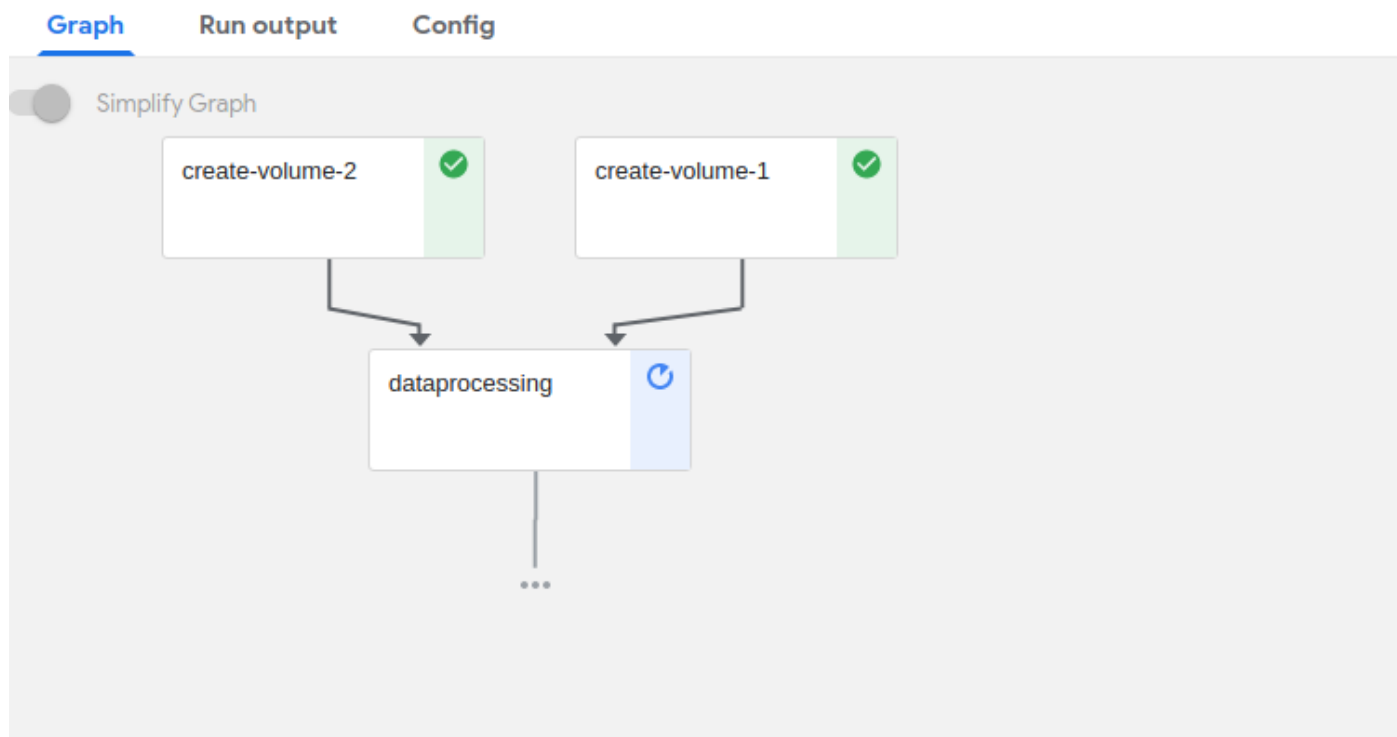 Graph Run output Config
Simplify Graph
create-volume-2 create-volume-1
dataprocessing